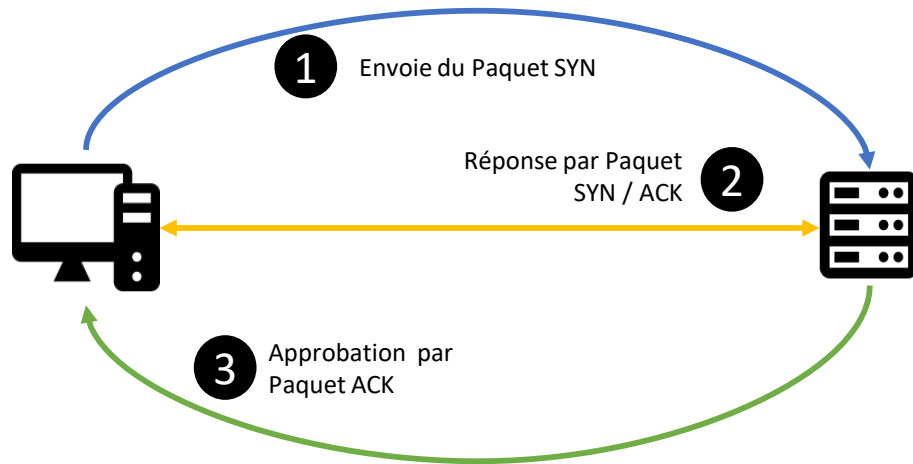 1
Envoie du Paquet SYN
Réponse par Paquet
SYN / ACK
2
3
Approbation par
Paquet ACK